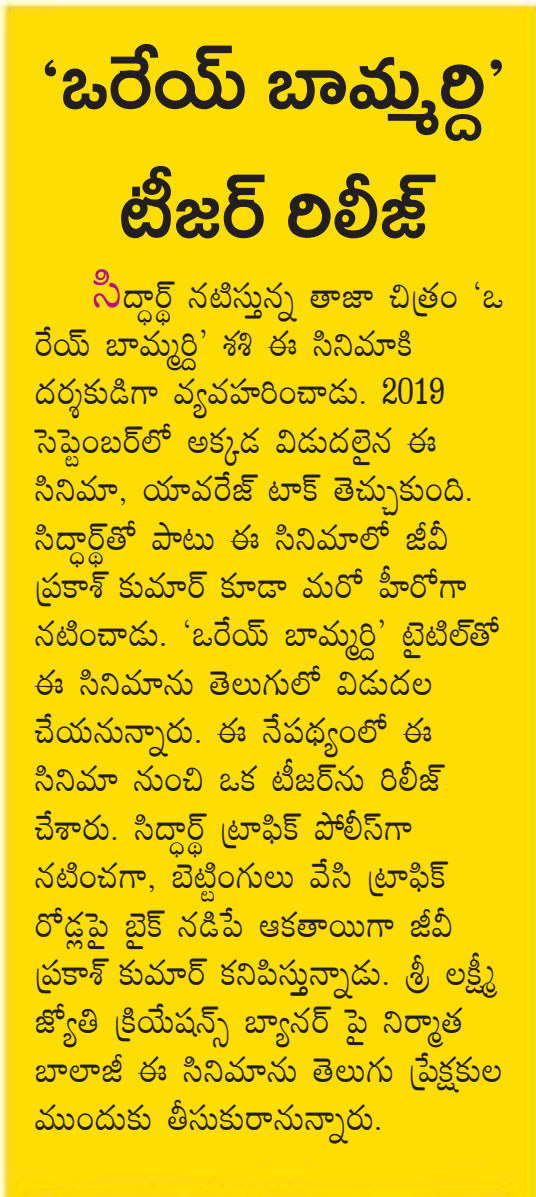 ‘ఒరేయ్ బామ్మర్ది’
టీజర్ రిలీజ్
సిద్ధార్థ్ నటిస్తున్న తాజా చిత్రం ‘ఒ
రేయ్ బామ్మర్ది’ శశి ఈ సినిమాకి
దర్శకుడిగా వ్యవహరించాడు. 2019
సెప్టెంబర్‌లో అక్కడ విడుదలైన ఈ
సినిమా, యావరేజ్ టాక్ తెచ్చుకుంది.
సిద్ధార్థ్‌తో పాటు ఈ సినిమాలో జీవీ
ప్రకాశ్ కుమార్ కూడా మరో హీరోగా
నటించాడు. ‘ఒరేయ్ బామ్మర్ది’ టైటిల్‌తో
ఈ సినిమాను తెలుగులో విడుదల
చేయనున్నారు. ఈ నేపథ్యంలో ఈ
సినిమా నుంచి ఒక టీజర్‌ను రిలీజ్
చేశారు. సిద్ధార్థ్ ట్రాఫిక్ పోలీస్‌గా
నటించగా, బెట్టింగులు వేసి ట్రాఫిక్
రోడ్లపై బైక్ నడిపే ఆకతాయిగా జీవీ
ప్రకాశ్ కుమార్ కనిపిస్తున్నాడు. శ్రీ లక్ష్మీ
జ్యోతి క్రియేషన్స్ బ్యానర్ పై నిర్మాత
బాలాజీ ఈ సినిమాను తెలుగు ప్రేక్షకుల
ముందుకు తీసుకురానున్నారు.